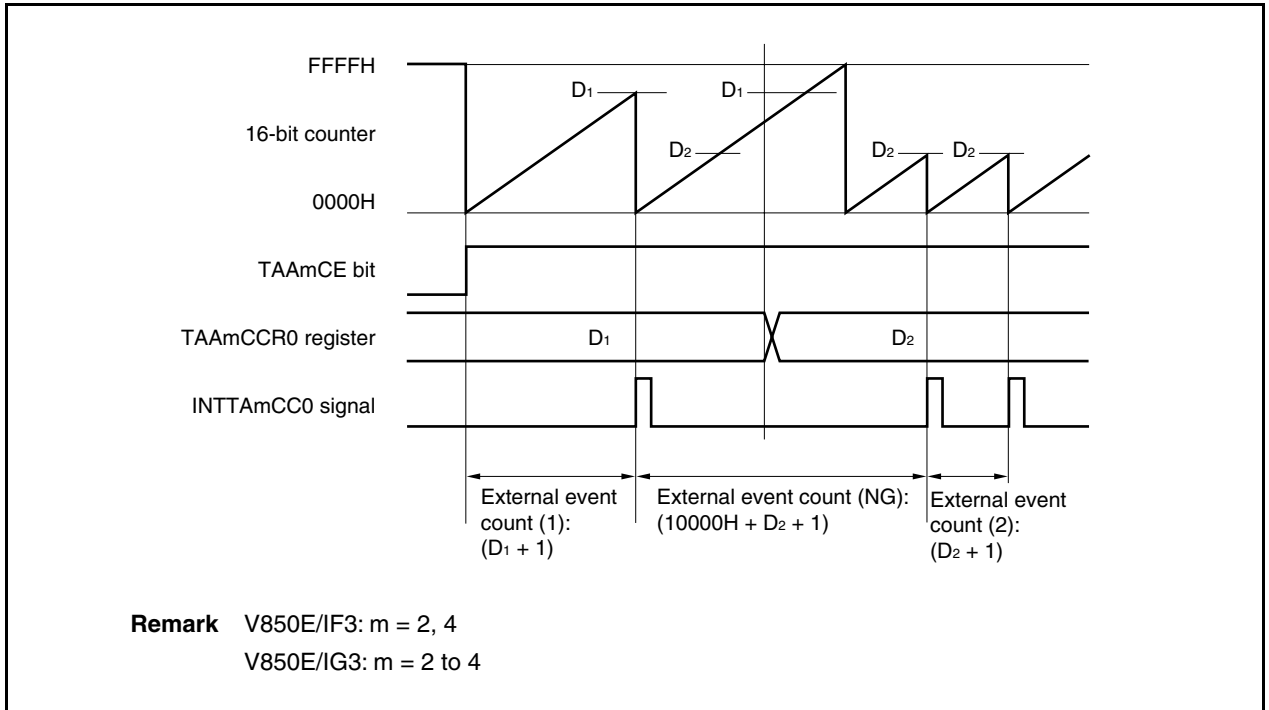 FFFFH
D1
D1
16-bit counter
D2
D2
D2
0000H
TAAmCE bit
TAAmCCR0 register
D1
D2
INTTAmCC0 signal
External event
count (1):
(D1 + 1)
External event count (NG):
(10000H + D2 + 1)
External event
count (2):
(D2 + 1)
Remark V850E/IF3: m = 2, 4
V850E/IG3: m = 2 to 4